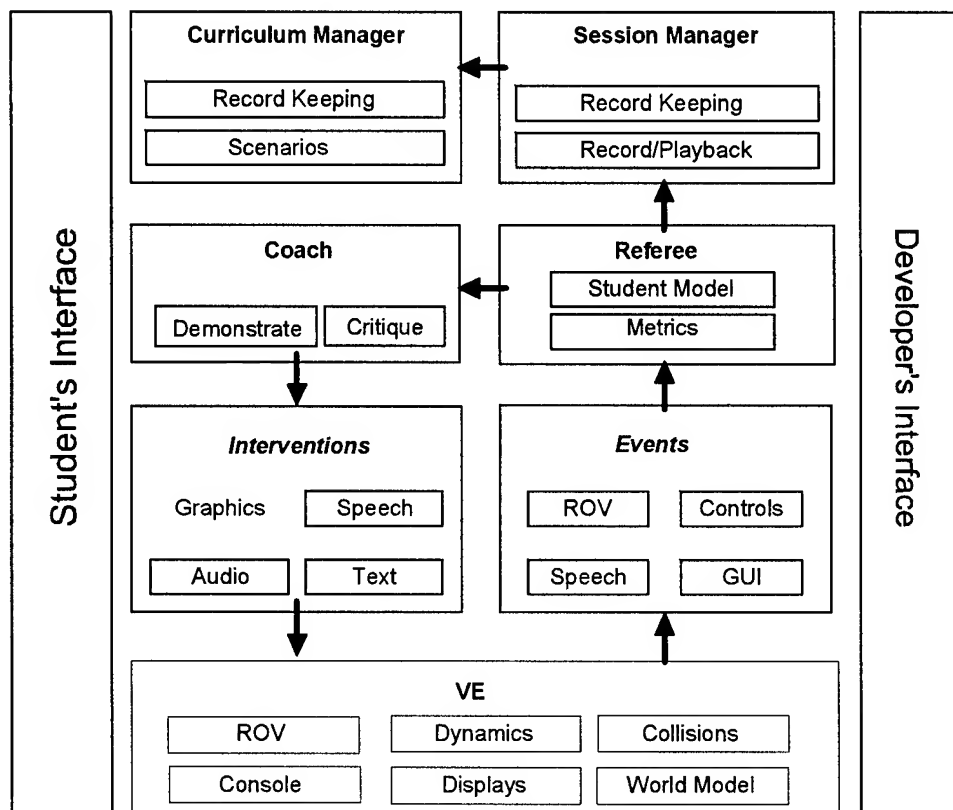 Student's Interface
Curriculum Manager
Record Keeping
Scenarios
Session Manager
Record Keeping
Record/Playback
Coach
Demonstrate
Critique
Referee
Student Model
Metrics
Interventions
Graphics
Speech
Audio
Text
Events
ROV
Controls
Speech
GUI
VE
ROV
Dynamics
Collisions
Console
Displays
World Model
Developer's Interface